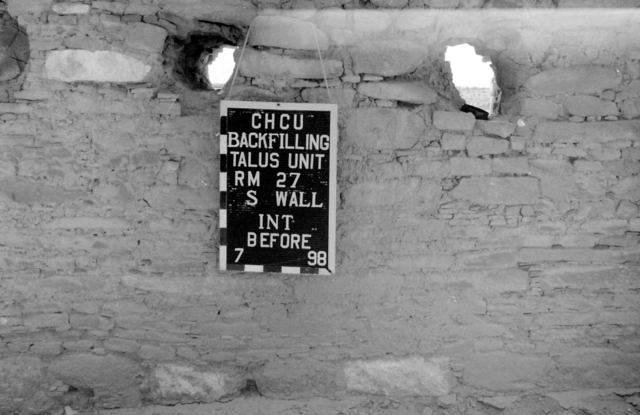 CHCU
BACKFILLING
TALUS UNIT
RM 27
S WALL
INT
BEFORE
7 98